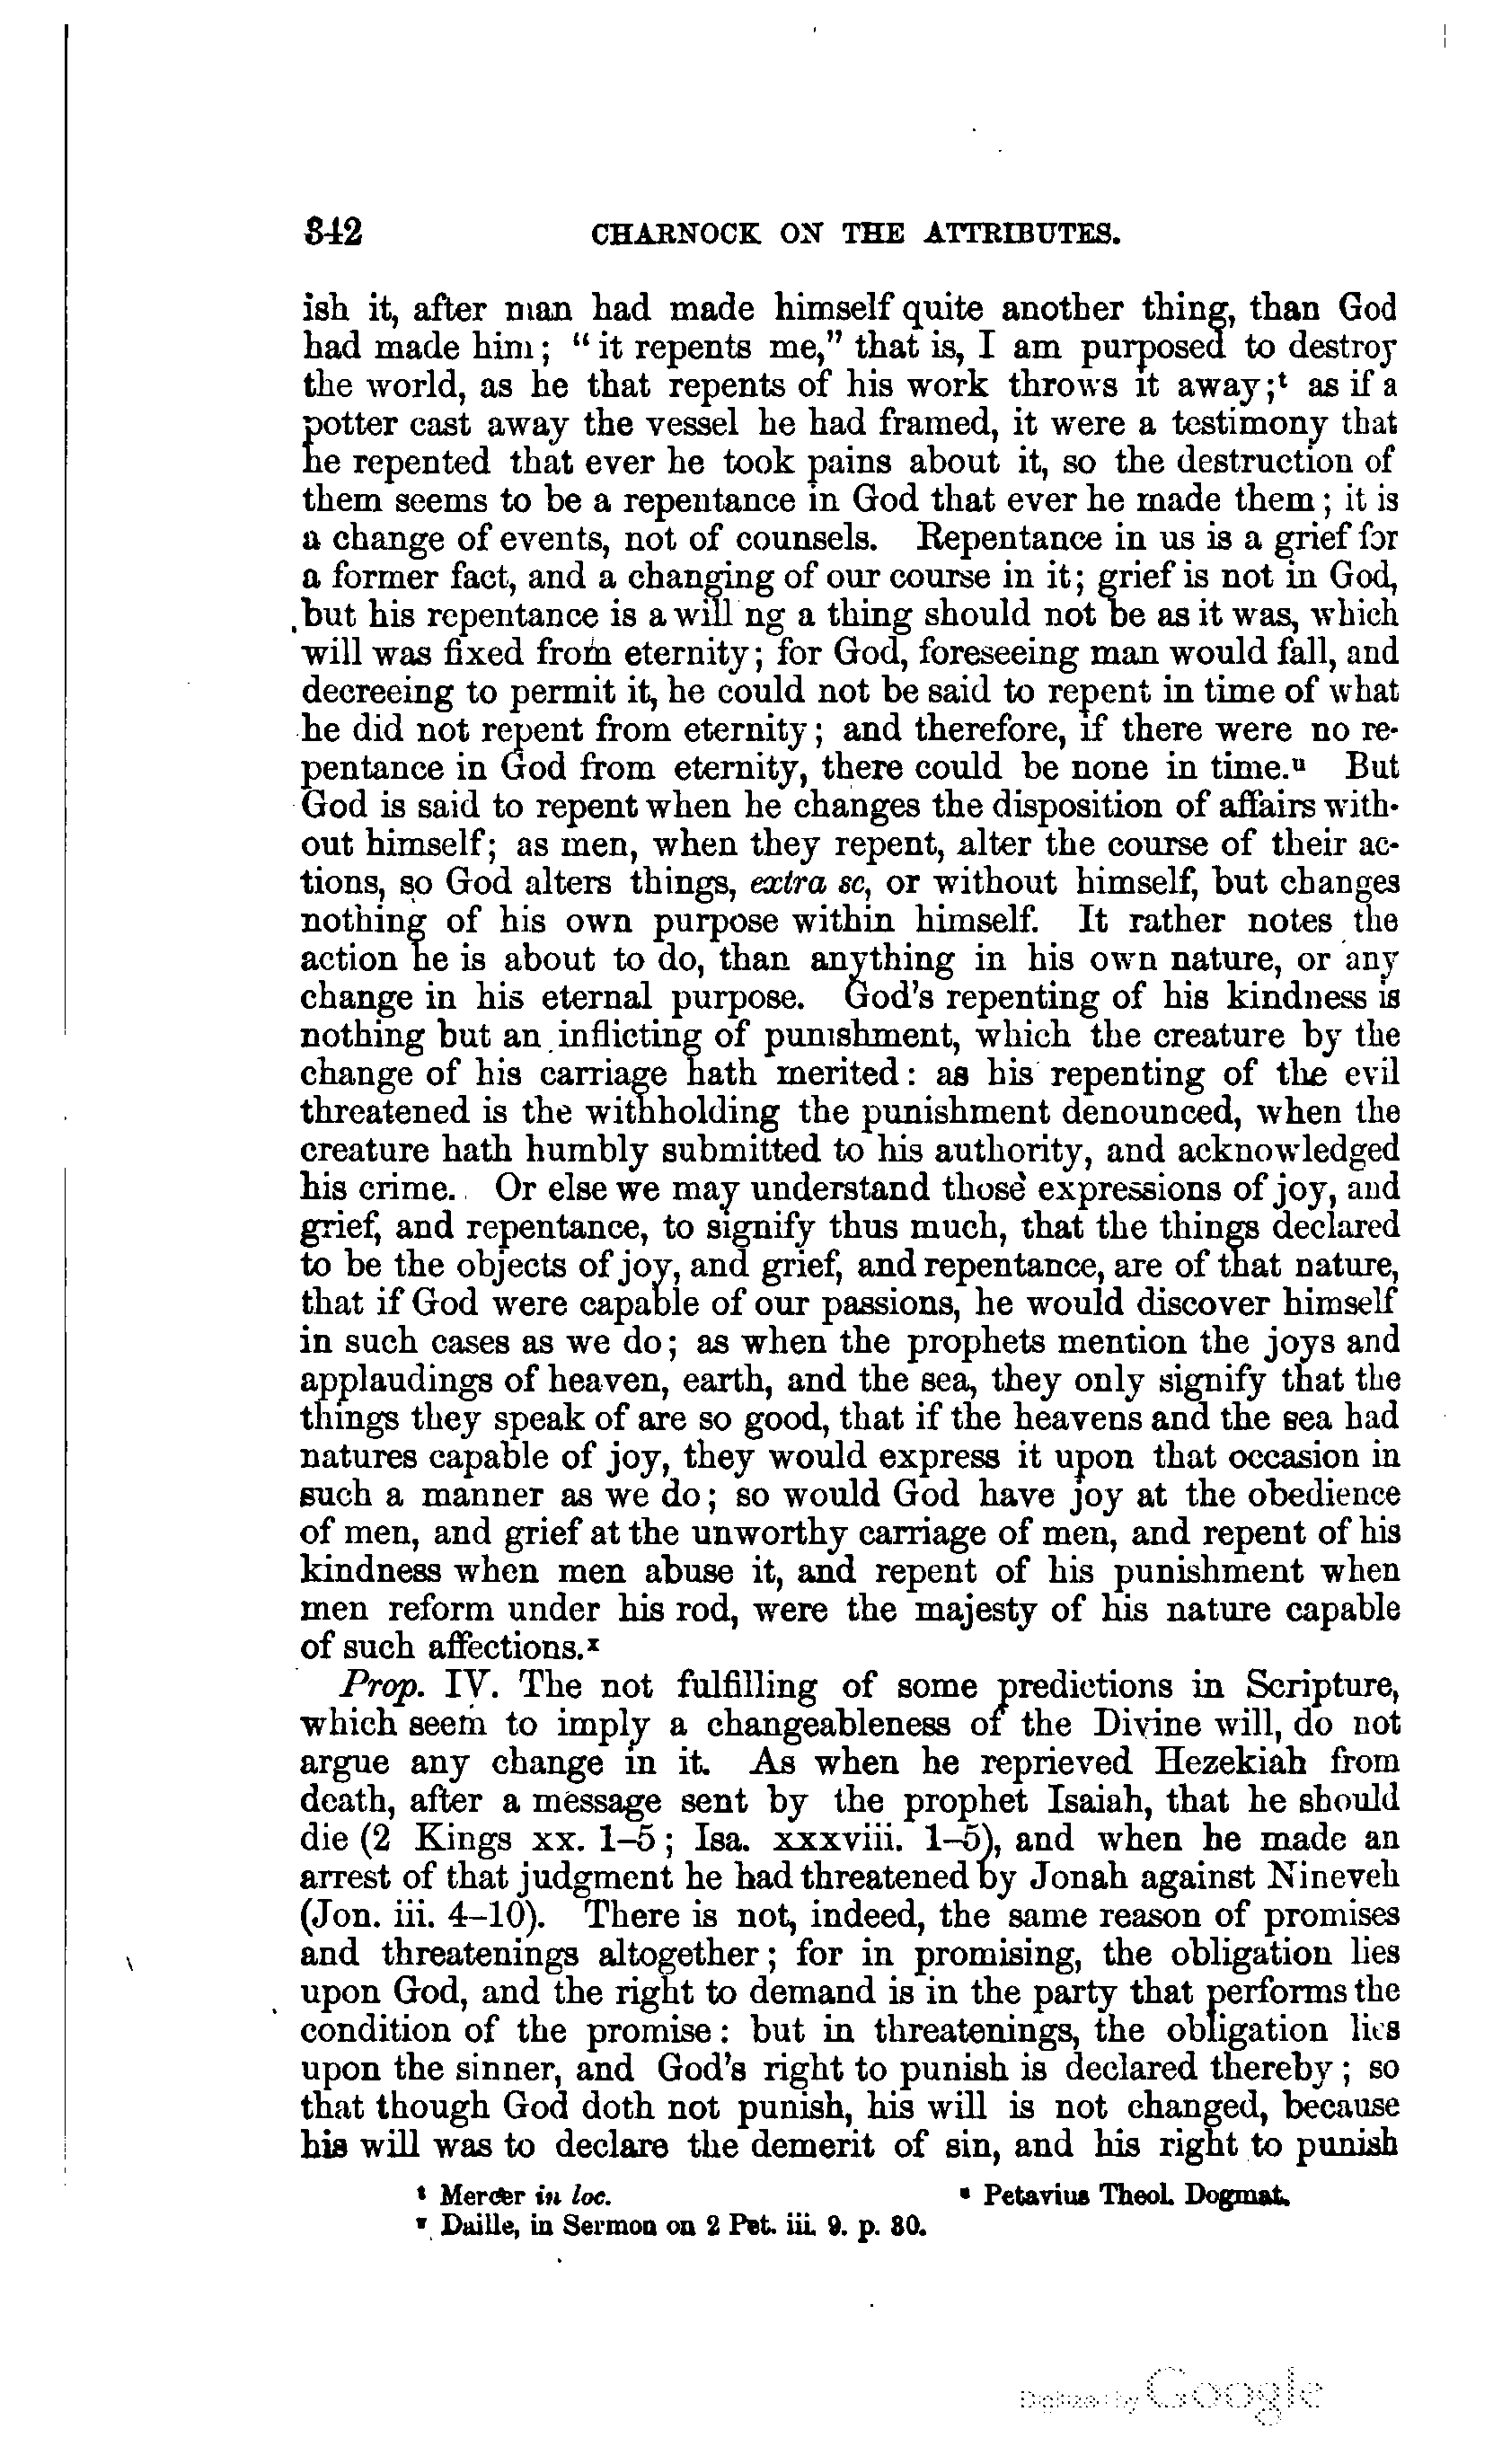 342 CHARNOCK ON THE ATTRIBUTES.
ish it, after man had made himself quite another thing, than God
had made him; “it repents me,” that is, I am purposed to destroy
the world, as he that repents of his work throws it away;ᵗ as if a
potter cast away the vessel he had framed, it were a testimony that
he repented that ever he took pains about it, so the destruction of
them seems to be a repentance in God that ever he made them; it is
a change of events, not of counsels. Repentance in us is a grief for
a former fact, and a changing of our course in it; grief is not in God,
but his repentance is a will ng a thing should not be as it was, which
will was fixed from eternity; for God, foreseeing man would fall, and
decreeing to permit it, he could not be said to repent in time of what
he did not repent from eternity; and therefore, if there were no re-
pentance in God from eternity, there could be none in time.ᵘ But
God is said to repent when he changes the disposition of affairs with-
out himself; as men, when they repent, alter the course of their ac-
tions, so God alters things, extra sc, or without himself, but changes
nothing of his own purpose within himself. It rather notes the
action he is about to do, than anything in his own nature, or any
change in his eternal purpose. God's repenting of his kindness is
nothing but an inflicting of punishment, which the creature by the
change of his carriage hath merited: as his repenting of the evil
threatened is the withholding the punishment denounced, when the
creature hath humbly submitted to his authority, and acknowledged
his crime. Or else we may understand those expressions of joy, and
grief, and repentance, to signify thus much, that the things declared
to be the objects of joy, and grief, and repentance, are of that nature,
that if God were capable of our passions, he would discover himself
in such cases as we do; as when the prophets mention the joys and
applaudings of heaven, earth, and the sea, they only signify that the
things they speak of are so good, that if the heavens and the sea had
natures capable of joy, they would express it upon that occasion in
such a manner as we do; so would God have joy at the obedience
of men, and grief at the unworthy carriage of men, and repent of his
kindness when men abuse it, and repent of his punishment when
men reform under his rod, were the majesty of his nature capable
of such affections.ˣ
Prop. IV. The not fulfilling of some predictions in Scripture,
which seem to imply a changeableness of the Divine will, do not
argue any change in it. As when he reprieved Hezekiah from
death, after a message sent by the prophet Isaiah, that he should
die (2 Kings xx. 1–5; Isa. xxxviii. 1–5), and when he made an
arrest of that judgment he had threatened by Jonah against Nineveh
(Jon. iii. 4–10). There is not, indeed, the same reason of promises
and threatenings altogether; for in promising, the obligation lies
upon God, and the right to demand is in the party that performs the
condition of the promise: but in threatenings, the obligation lies
upon the sinner, and God's right to punish is declared thereby; so
that though God doth not punish, his will is not changed, because
his will was to declare the demerit of sin, and his right to punish
ᵗ Mercer in loc. ᵘ Petavius Theol. Dogmat.
Daille, in Sermon on 2 Pet. iii. 9. p. 80.
Digitized by Google